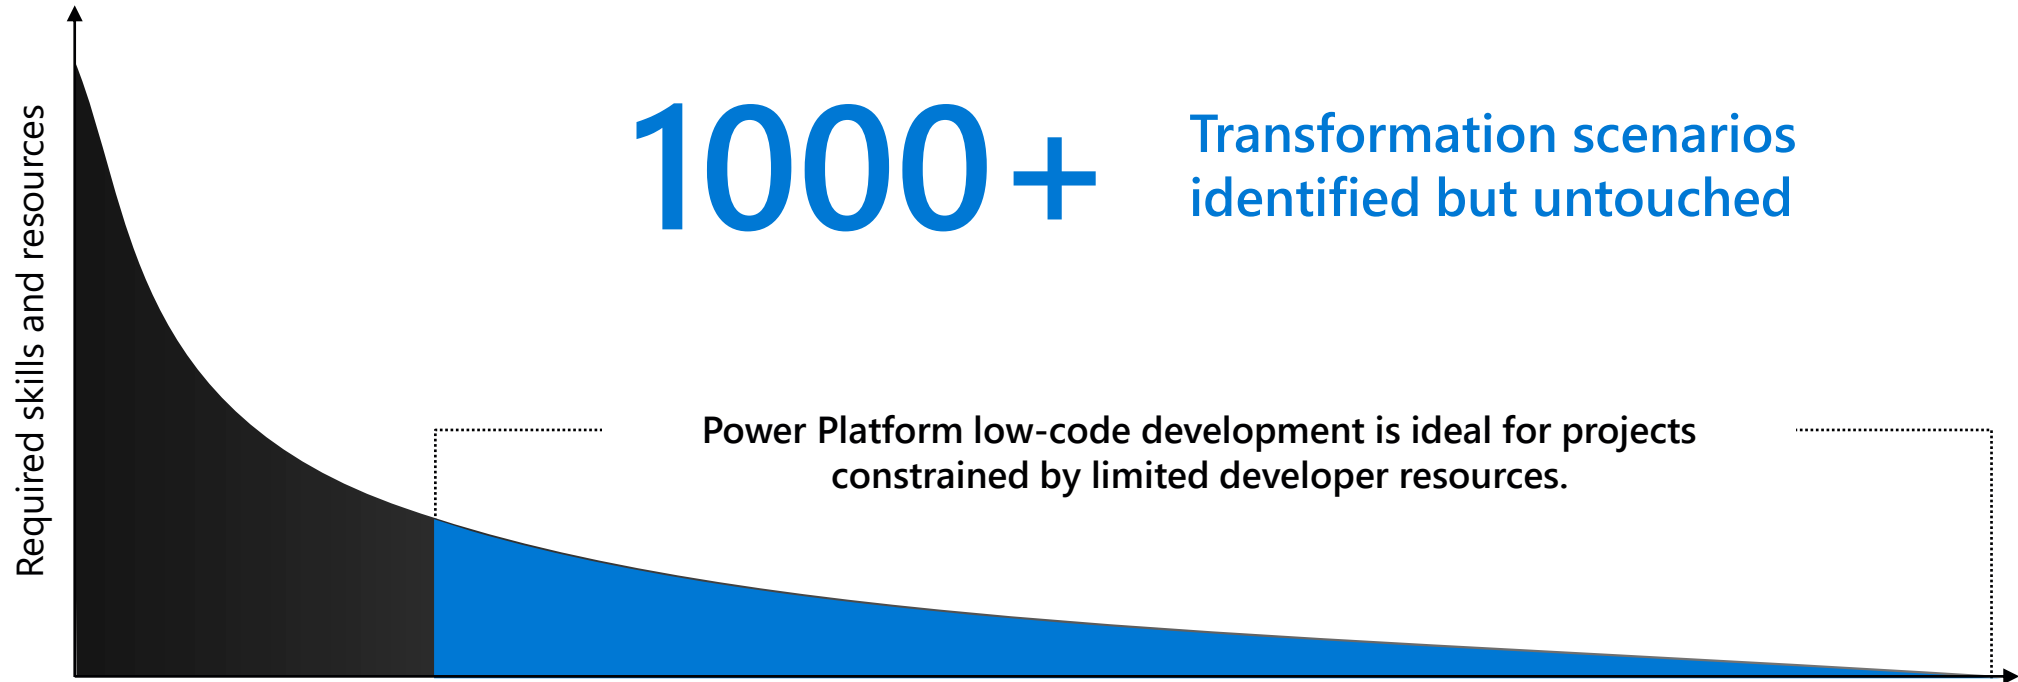 Required skills and resources
1000+
Transformation scenarios
identified but untouched
Power Platform low-code development is ideal for projects
constrained by limited developer resources.